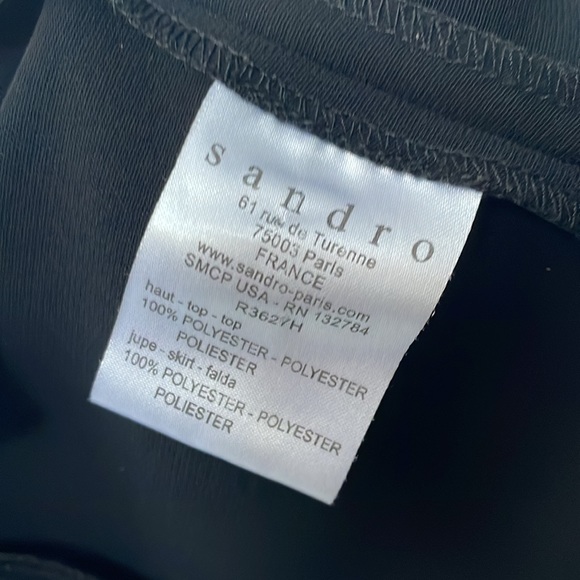 sandro
61 rue de Turenne
75003 Paris
FRANCE
www.sandro-paris.com
SMCP USA - RN 132784
R3627H
haut - top - top
100% POLYESTER - POLYESTER
POLIESTER
jupe - skirt - falda
100% POLYESTER - POLYESTER
POLIESTER